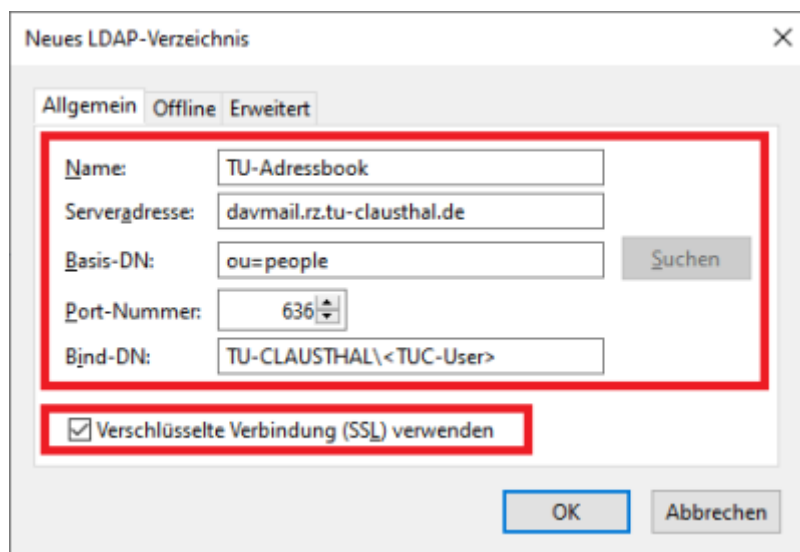 Neues LDAP-Verzeichnis
Allgemein Offline Erweitert
Name: TU-Adressbook
Serveradresse: davmail.rz.tu-clausthal.de
Basis-DN: ou=people Suchen
Port-Nummer: 636
Bind-DN: TU-CLAUSTHAL\<TUC-User>
Verschlüsselte Verbindung (SSL) verwenden
OK Abbrechen